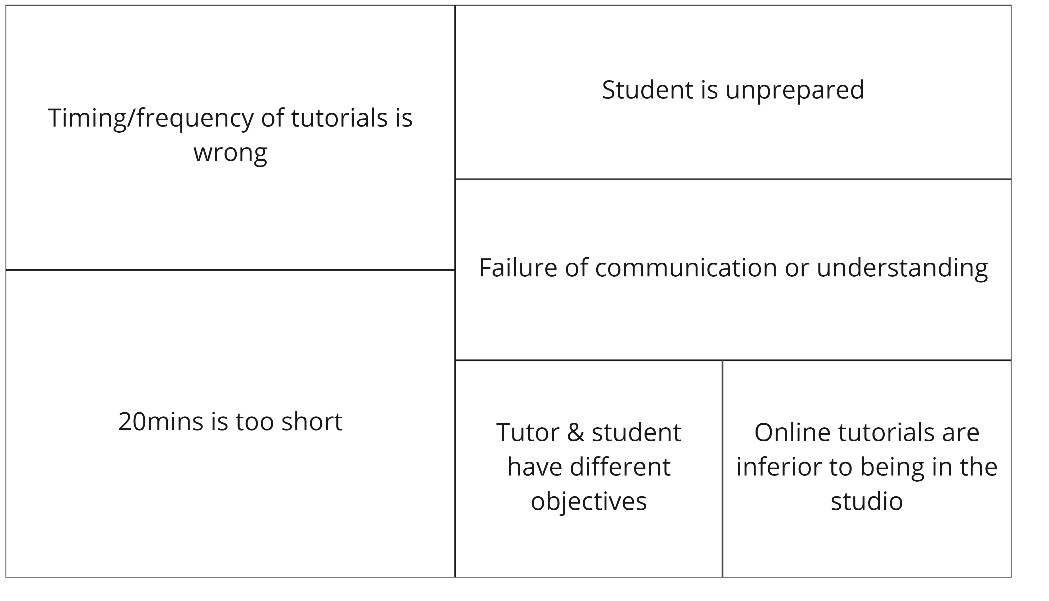 Timing/frequency of tutorials is
wrong
20mins is too short
Student is unprepared
Failure of communication or understanding
Tutor & student
have different
objectives
Online tutorials are
inferior to being in the
studio